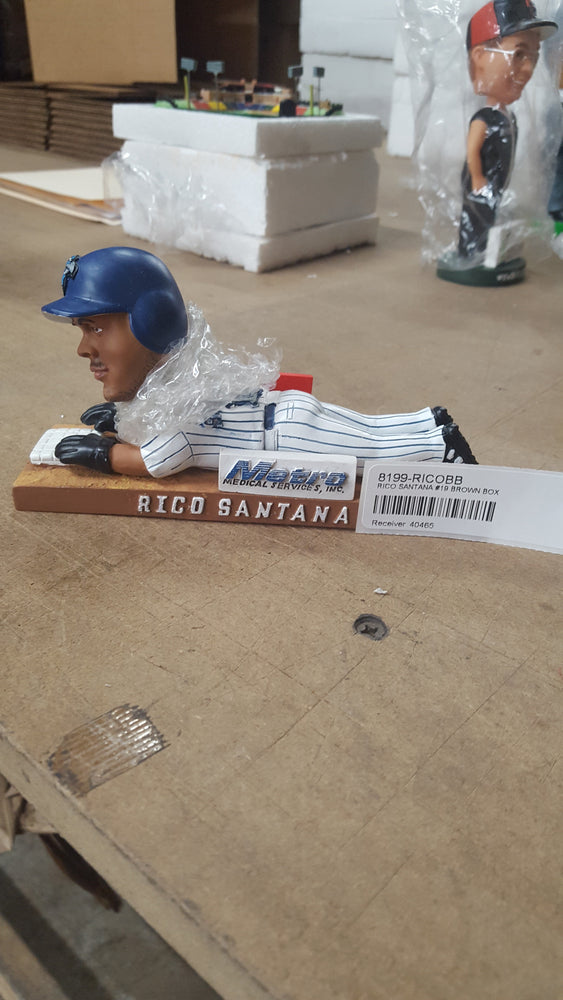 Metro
MEDICAL SERVICES, INC.
RICO SANTANA
8199-RICOBB
RICO SANTANA #19 BROWN BOX
Receiver 40465